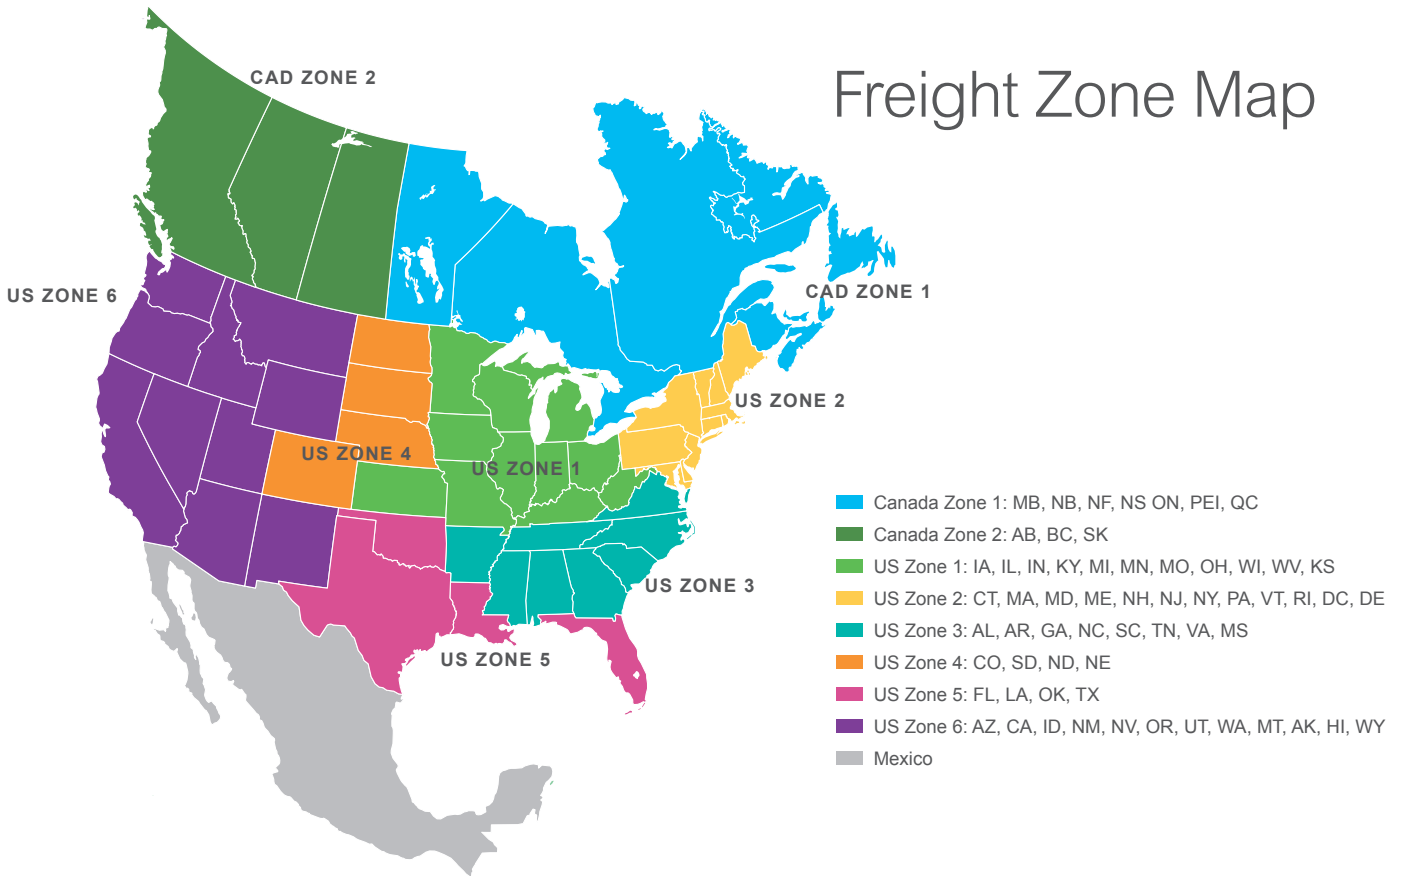 Freight Zone Map
CAD ZONE 2
CAD ZONE 1
US ZONE 6
US ZONE 2
US ZONE 4
US ZONE 1
US ZONE 3
US ZONE 5
Canada Zone 1: MB, NB, NF, NS ON, PEI, QC
Canada Zone 2: AB, BC, SK
US Zone 1: IA, IL, IN, KY, MI, MN, MO, OH, WI, WV, KS
US Zone 2: CT, MA, MD, ME, NH, NJ, NY, PA, VT, RI, DC, DE
US Zone 3: AL, AR, GA, NC, SC, TN, VA, MS
US Zone 4: CO, SD, ND, NE
US Zone 5: FL, LA, OK, TX
US Zone 6: AZ, CA, ID, NM, NV, OR, UT, WA, MT, AK, HI, WY
Mexico